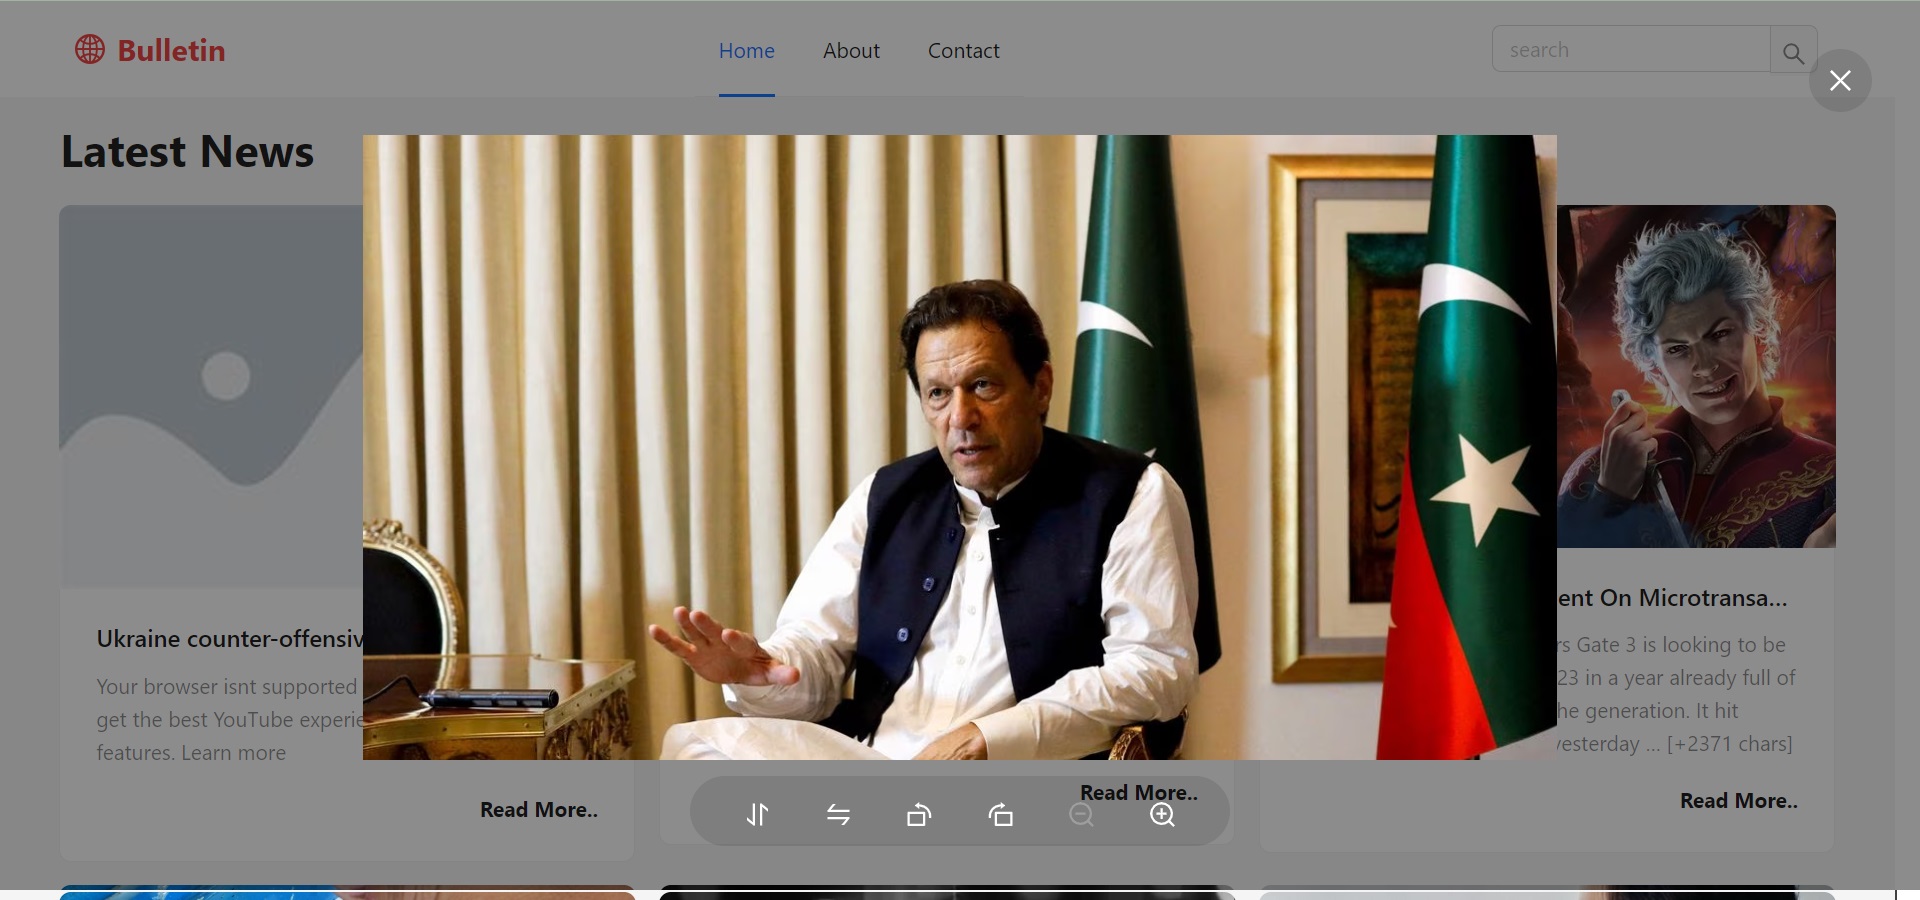 Bulletin
Home
About
Contact
search
Latest News
Ukraine counter-offensiv
Your browser isnt supported
get the best YouTube experie
features. Learn more
Read More..
Read More..
ent On Microtransa...
rs Gate 3 is looking to be
23 in a year already full of
he generation. It hit
yesterday ... [+2371 chars]
Read More..